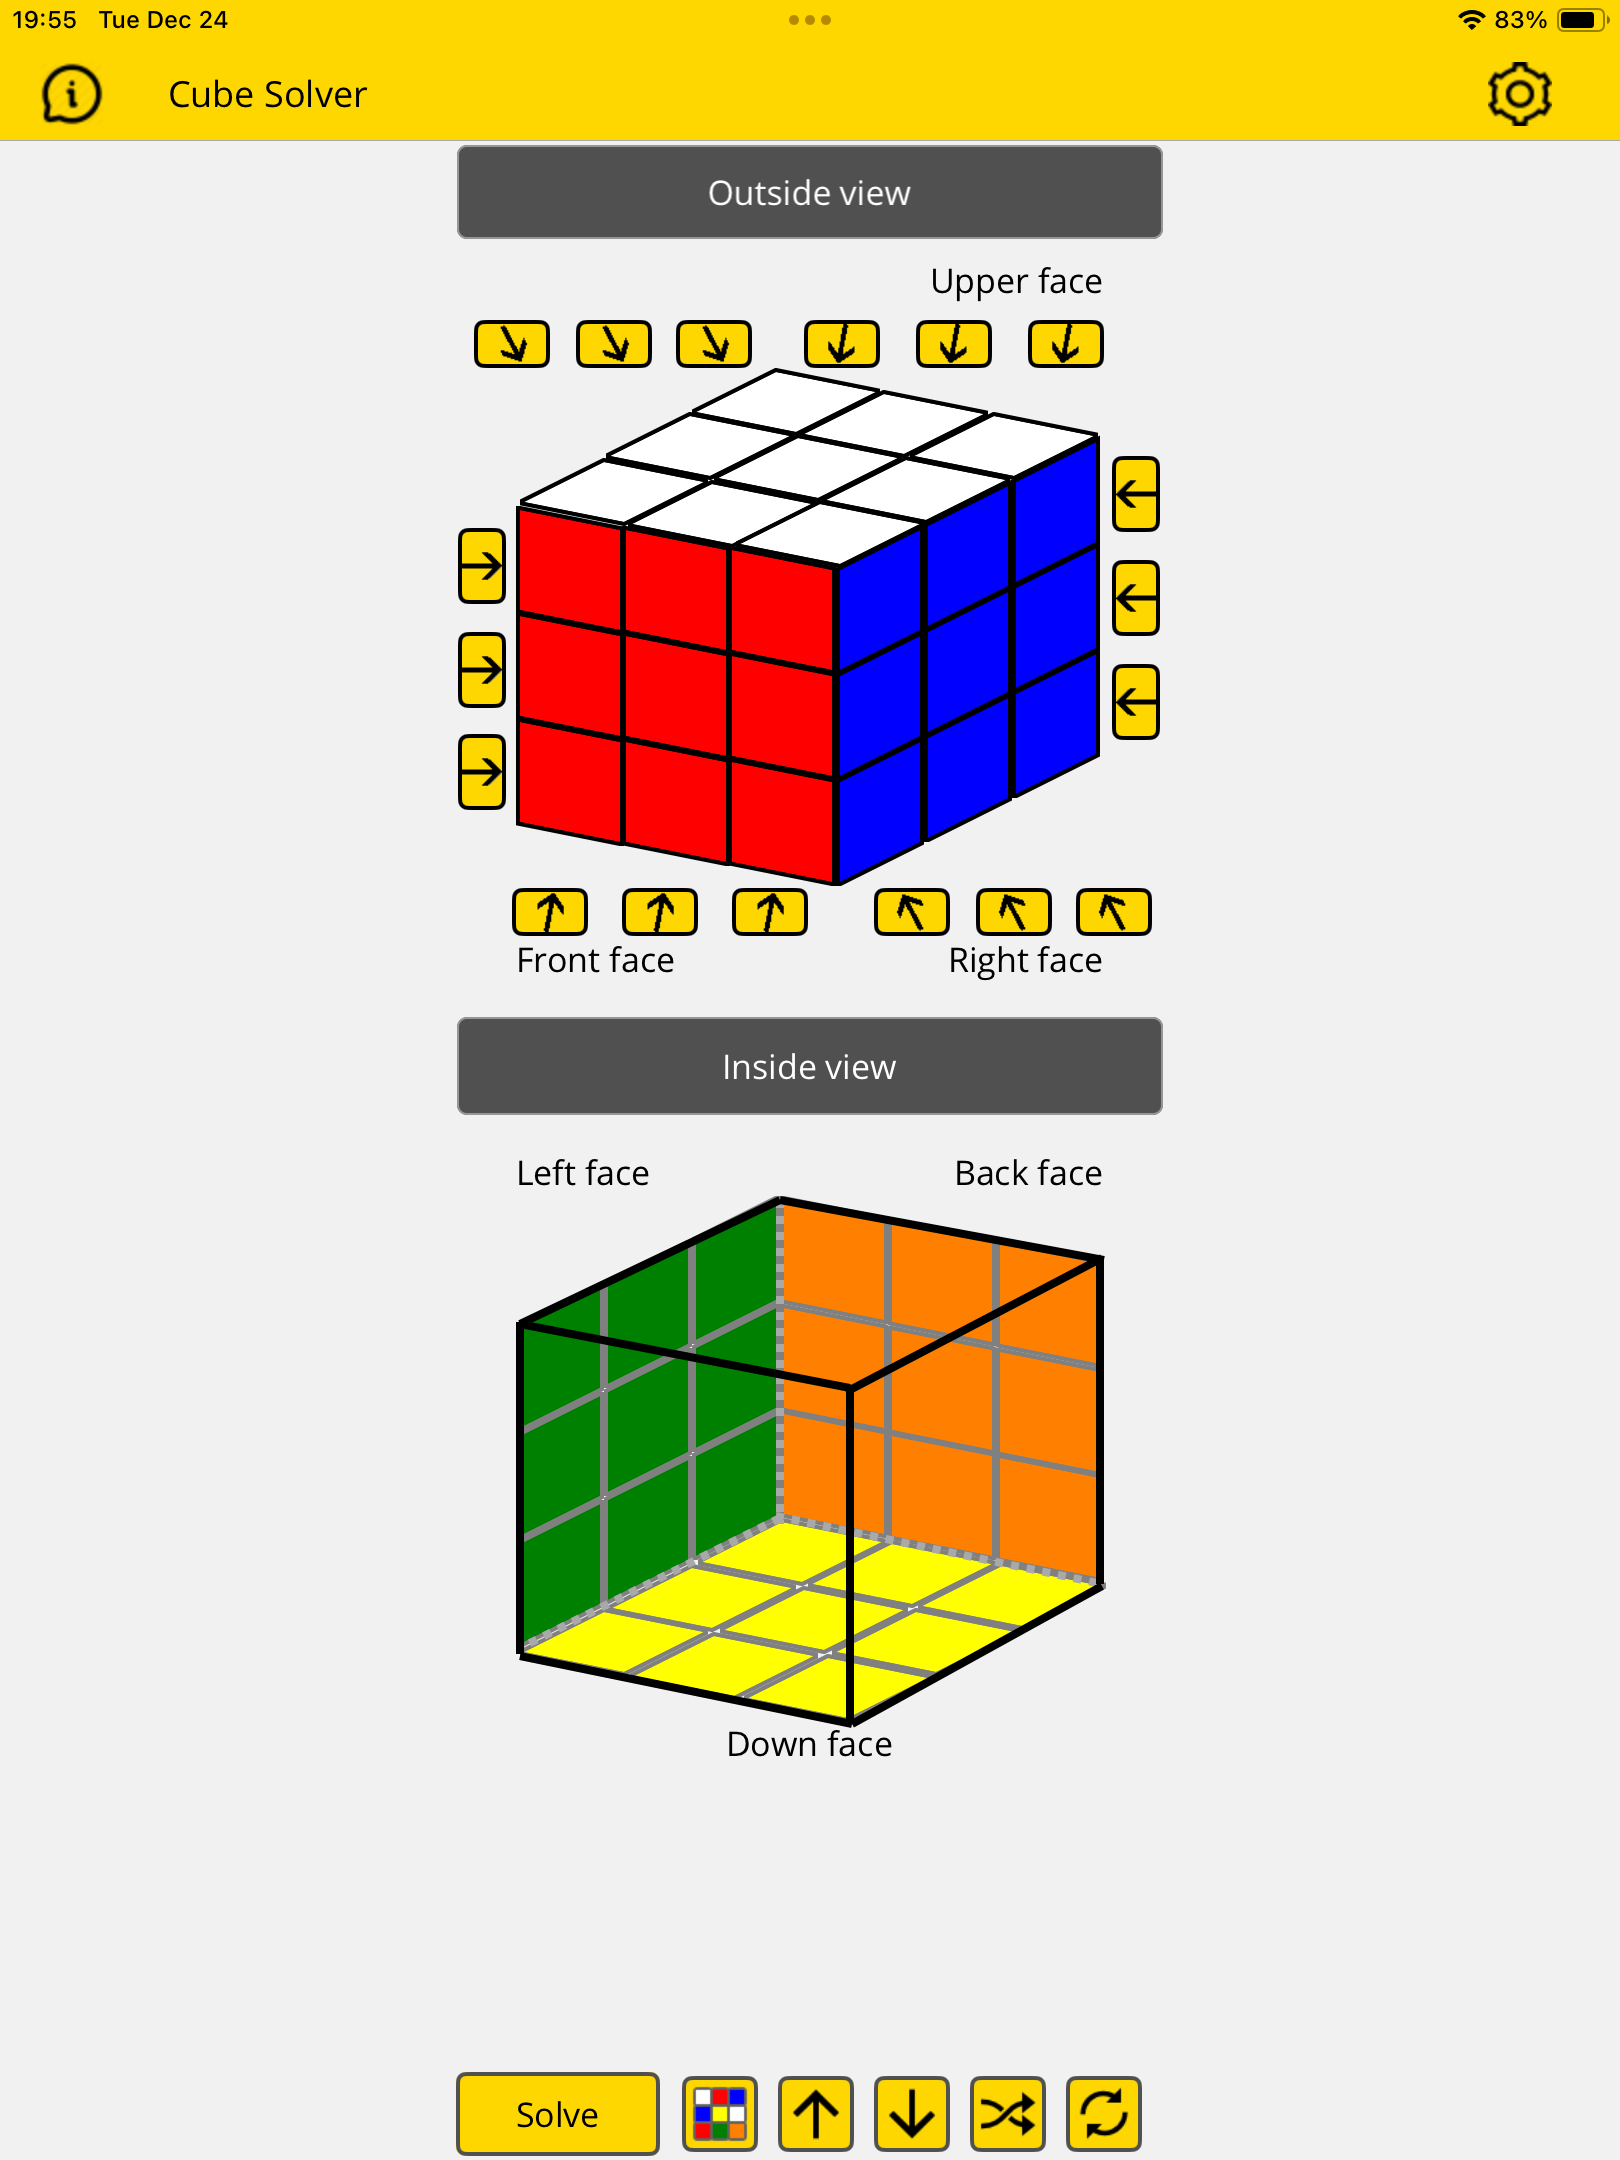 19:55 Tue Dec 24
83%
Cube Solver
Outside view
Upper face
Front face
Right face
Inside view
Left face
Back face
Down face
Solve